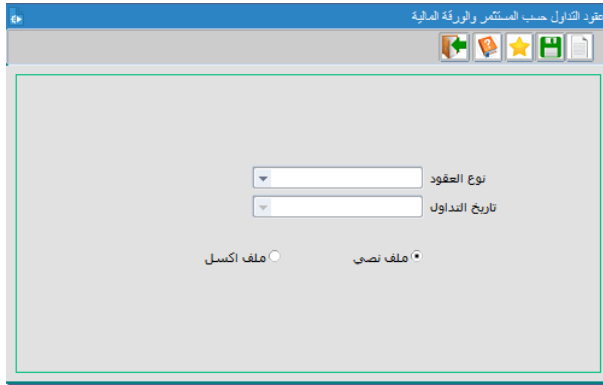 عقود التداول حسب المستثمر والورقة المالية
نوع العقود
تاريخ التداول
ملف نصي
ملف اكسل